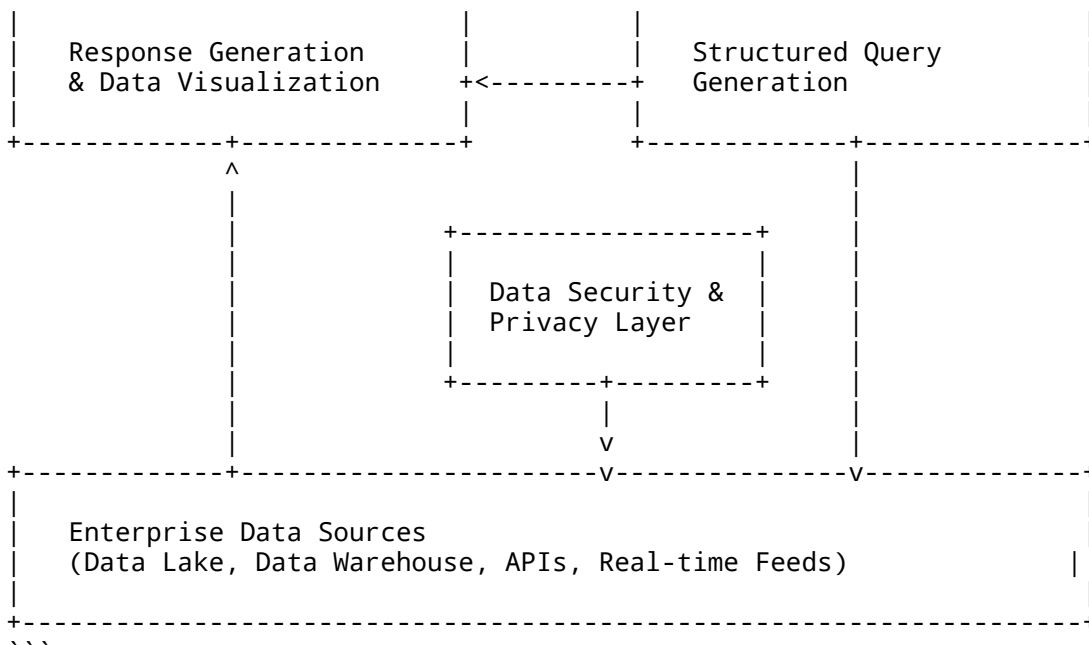 Response Generation
& Data Visualization
Structured Query
Generation
Data Security &
Privacy Layer
Enterprise Data Sources
(Data Lake, Data Warehouse, APIs, Real-time Feeds)
```